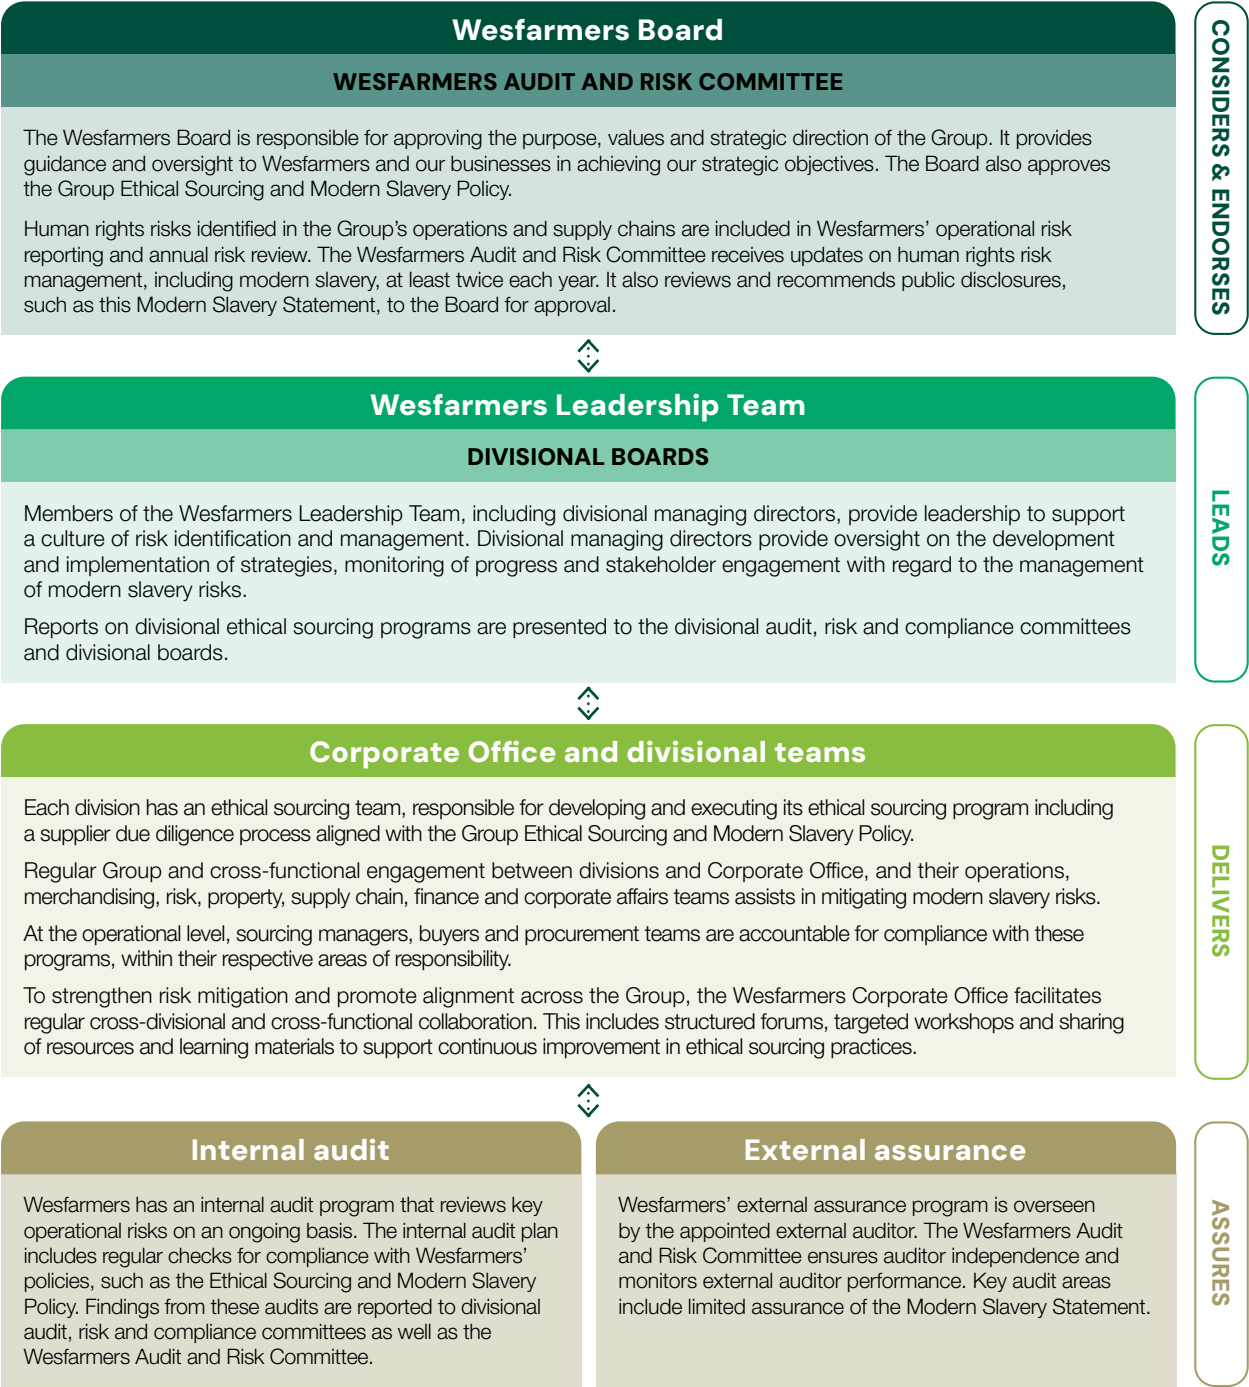 Wesfarmers Board
WESFARMERS AUDIT AND RISK COMMITTEE
The Wesfarmers Board is responsible for approving the purpose, values and strategic direction of the Group. It provides
guidance and oversight to Wesfarmers and our businesses in achieving our strategic objectives. The Board also approves
the Group Ethical Sourcing and Modern Slavery Policy.
Human rights risks identified in the Group’s operations and supply chains are included in Wesfarmers’ operational risk
reporting and annual risk review. The Wesfarmers Audit and Risk Committee receives updates on human rights risk
management, including modern slavery, at least twice each year. It also reviews and recommends public disclosures,
such as this Modern Slavery Statement, to the Board for approval.
CONSIDERS & ENDORSES
Wesfarmers Leadership Team
DIVISIONAL BOARDS
Members of the Wesfarmers Leadership Team, including divisional managing directors, provide leadership to support
a culture of risk identification and management. Divisional managing directors provide oversight on the development
and implementation of strategies, monitoring of progress and stakeholder engagement with regard to the management
of modern slavery risks.
Reports on divisional ethical sourcing programs are presented to the divisional audit, risk and compliance committees
and divisional boards.
LEADS
Corporate Office and divisional teams
Each division has an ethical sourcing team, responsible for developing and executing its ethical sourcing program including
a supplier due diligence process aligned with the Group Ethical Sourcing and Modern Slavery Policy.
Regular Group and cross-functional engagement between divisions and Corporate Office, and their operations,
merchandising, risk, property, supply chain, finance and corporate affairs teams assists in mitigating modern slavery risks.
At the operational level, sourcing managers, buyers and procurement teams are accountable for compliance with these
programs, within their respective areas of responsibility.
To strengthen risk mitigation and promote alignment across the Group, the Wesfarmers Corporate Office facilitates
regular cross-divisional and cross-functional collaboration. This includes structured forums, targeted workshops and sharing
of resources and learning materials to support continuous improvement in ethical sourcing practices.
DELIVERS
Internal audit
Wesfarmers has an internal audit program that reviews key
operational risks on an ongoing basis. The internal audit plan
includes regular checks for compliance with Wesfarmers’
policies, such as the Ethical Sourcing and Modern Slavery
Policy. Findings from these audits are reported to divisional
audit, risk and compliance committees as well as the
Wesfarmers Audit and Risk Committee.
External assurance
Wesfarmers’ external assurance program is overseen
by the appointed external auditor. The Wesfarmers Audit
and Risk Committee ensures auditor independence and
monitors external auditor performance. Key audit areas
include limited assurance of the Modern Slavery Statement.
ASSURES